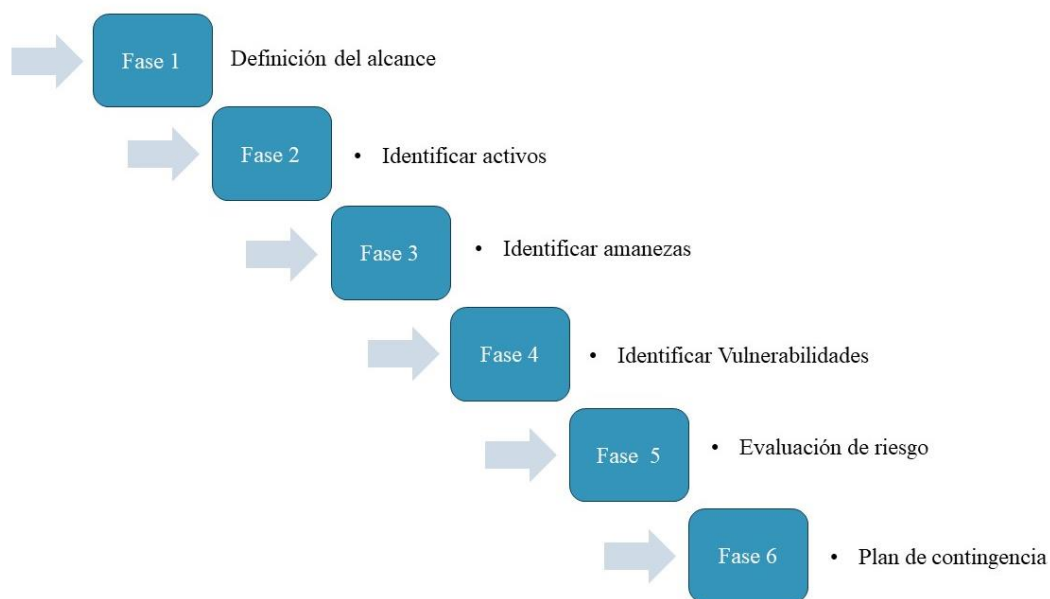 Fase 1
Definición del alcance
Fase 2
• Identificar activos
Fase 3
• Identificar amanezas
Fase 4
• Identificar Vulnerabilidades
Fase 5
• Evaluación de riesgo
Fase 6
• Plan de contingencia